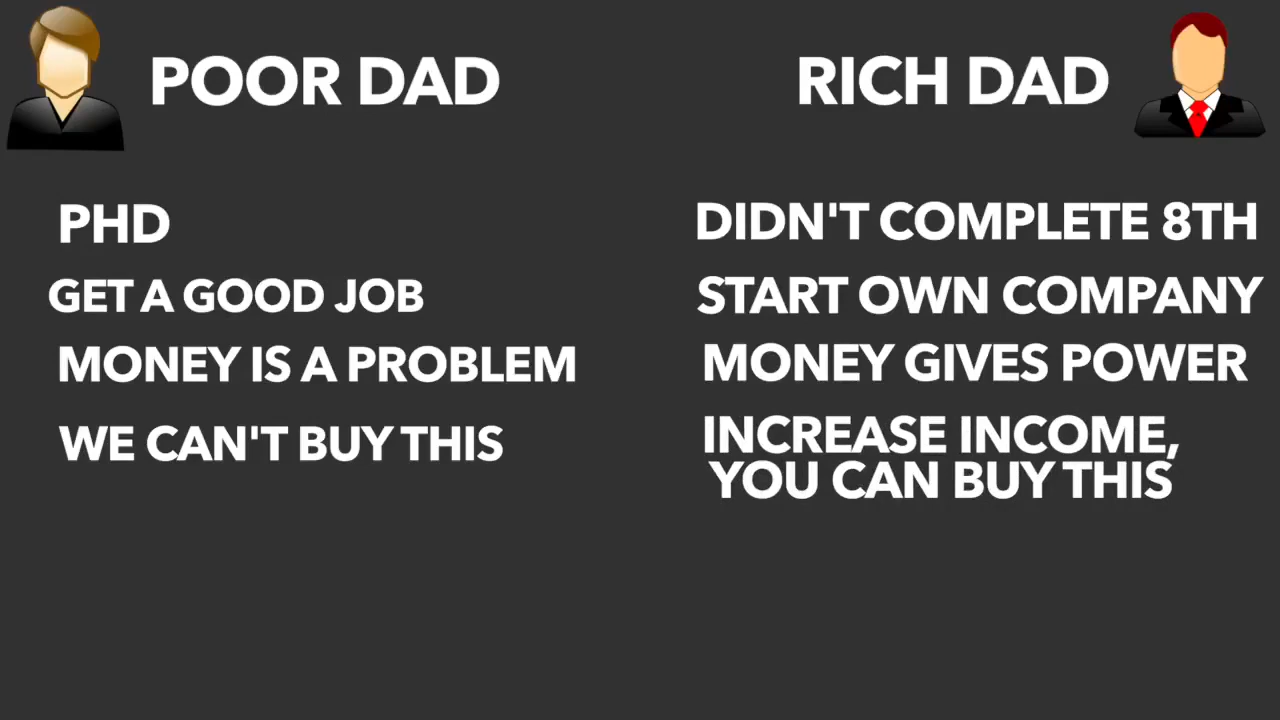 POOR DAD
RICH DAD
PHD
GET A GOOD JOB
MONEY IS A PROBLEM
WE CAN'T BUY THIS
DIDN'T COMPLETE 8TH
START OWN COMPANY
MONEY GIVES POWER
INCREASE INCOME,
YOU CAN BUY THIS